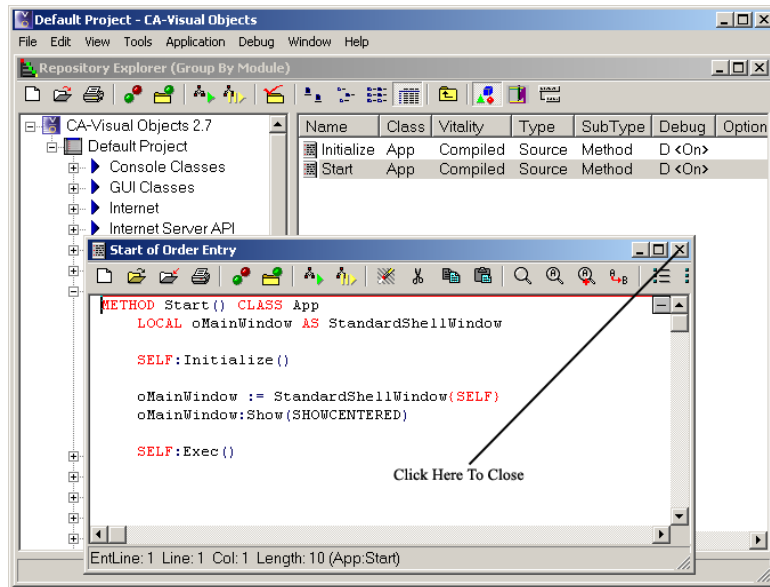 Default Project - CA-Visual Objects
File Edit View Tools Application Debug Window Help
Repository Explorer (Group By Module)
CA-Visual Objects 2.7
Default Project
Console Classes
GUI Classes
Internet
Internet Server API
Name Class Vitality Type SubType Debug Option
Initialize App Compiled Source Method D <On>
Start App Compiled Source Method D <On>
Start of Order Entry
METHOD Start() CLASS App
LOCAL oMainWindow AS StandardShellWindow
SELF:Initialize()
oMainWindow := StandardShellWindow{SELF}
oMainWindow:Show(SHOWCENTERED)
SELF:Exec()
Click Here To Close
EntLine: 1 Line: 1 Col: 1 Length: 10 (App:Start)